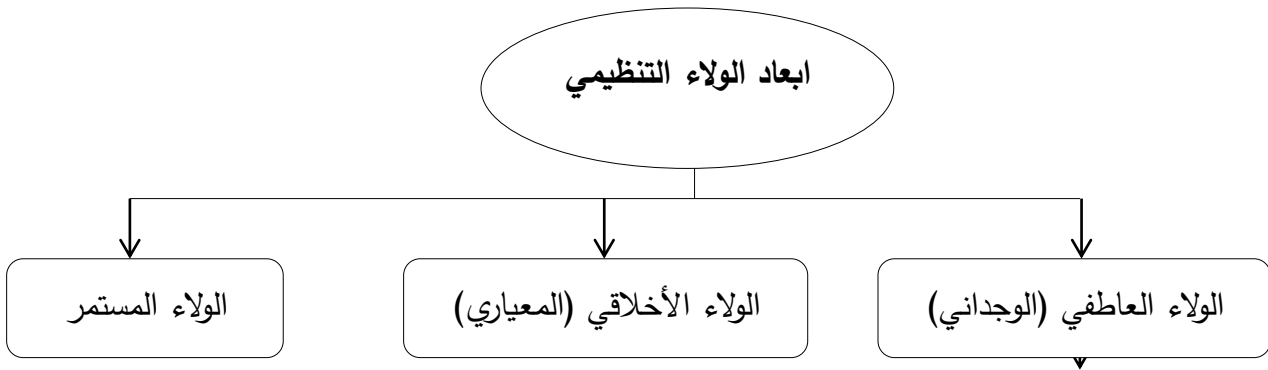 ابعاد الولاء التنظيمي
الولاء العاطفي (الوجداني)
الولاء الأخلاقي (المعياري)
الولاء المستمر